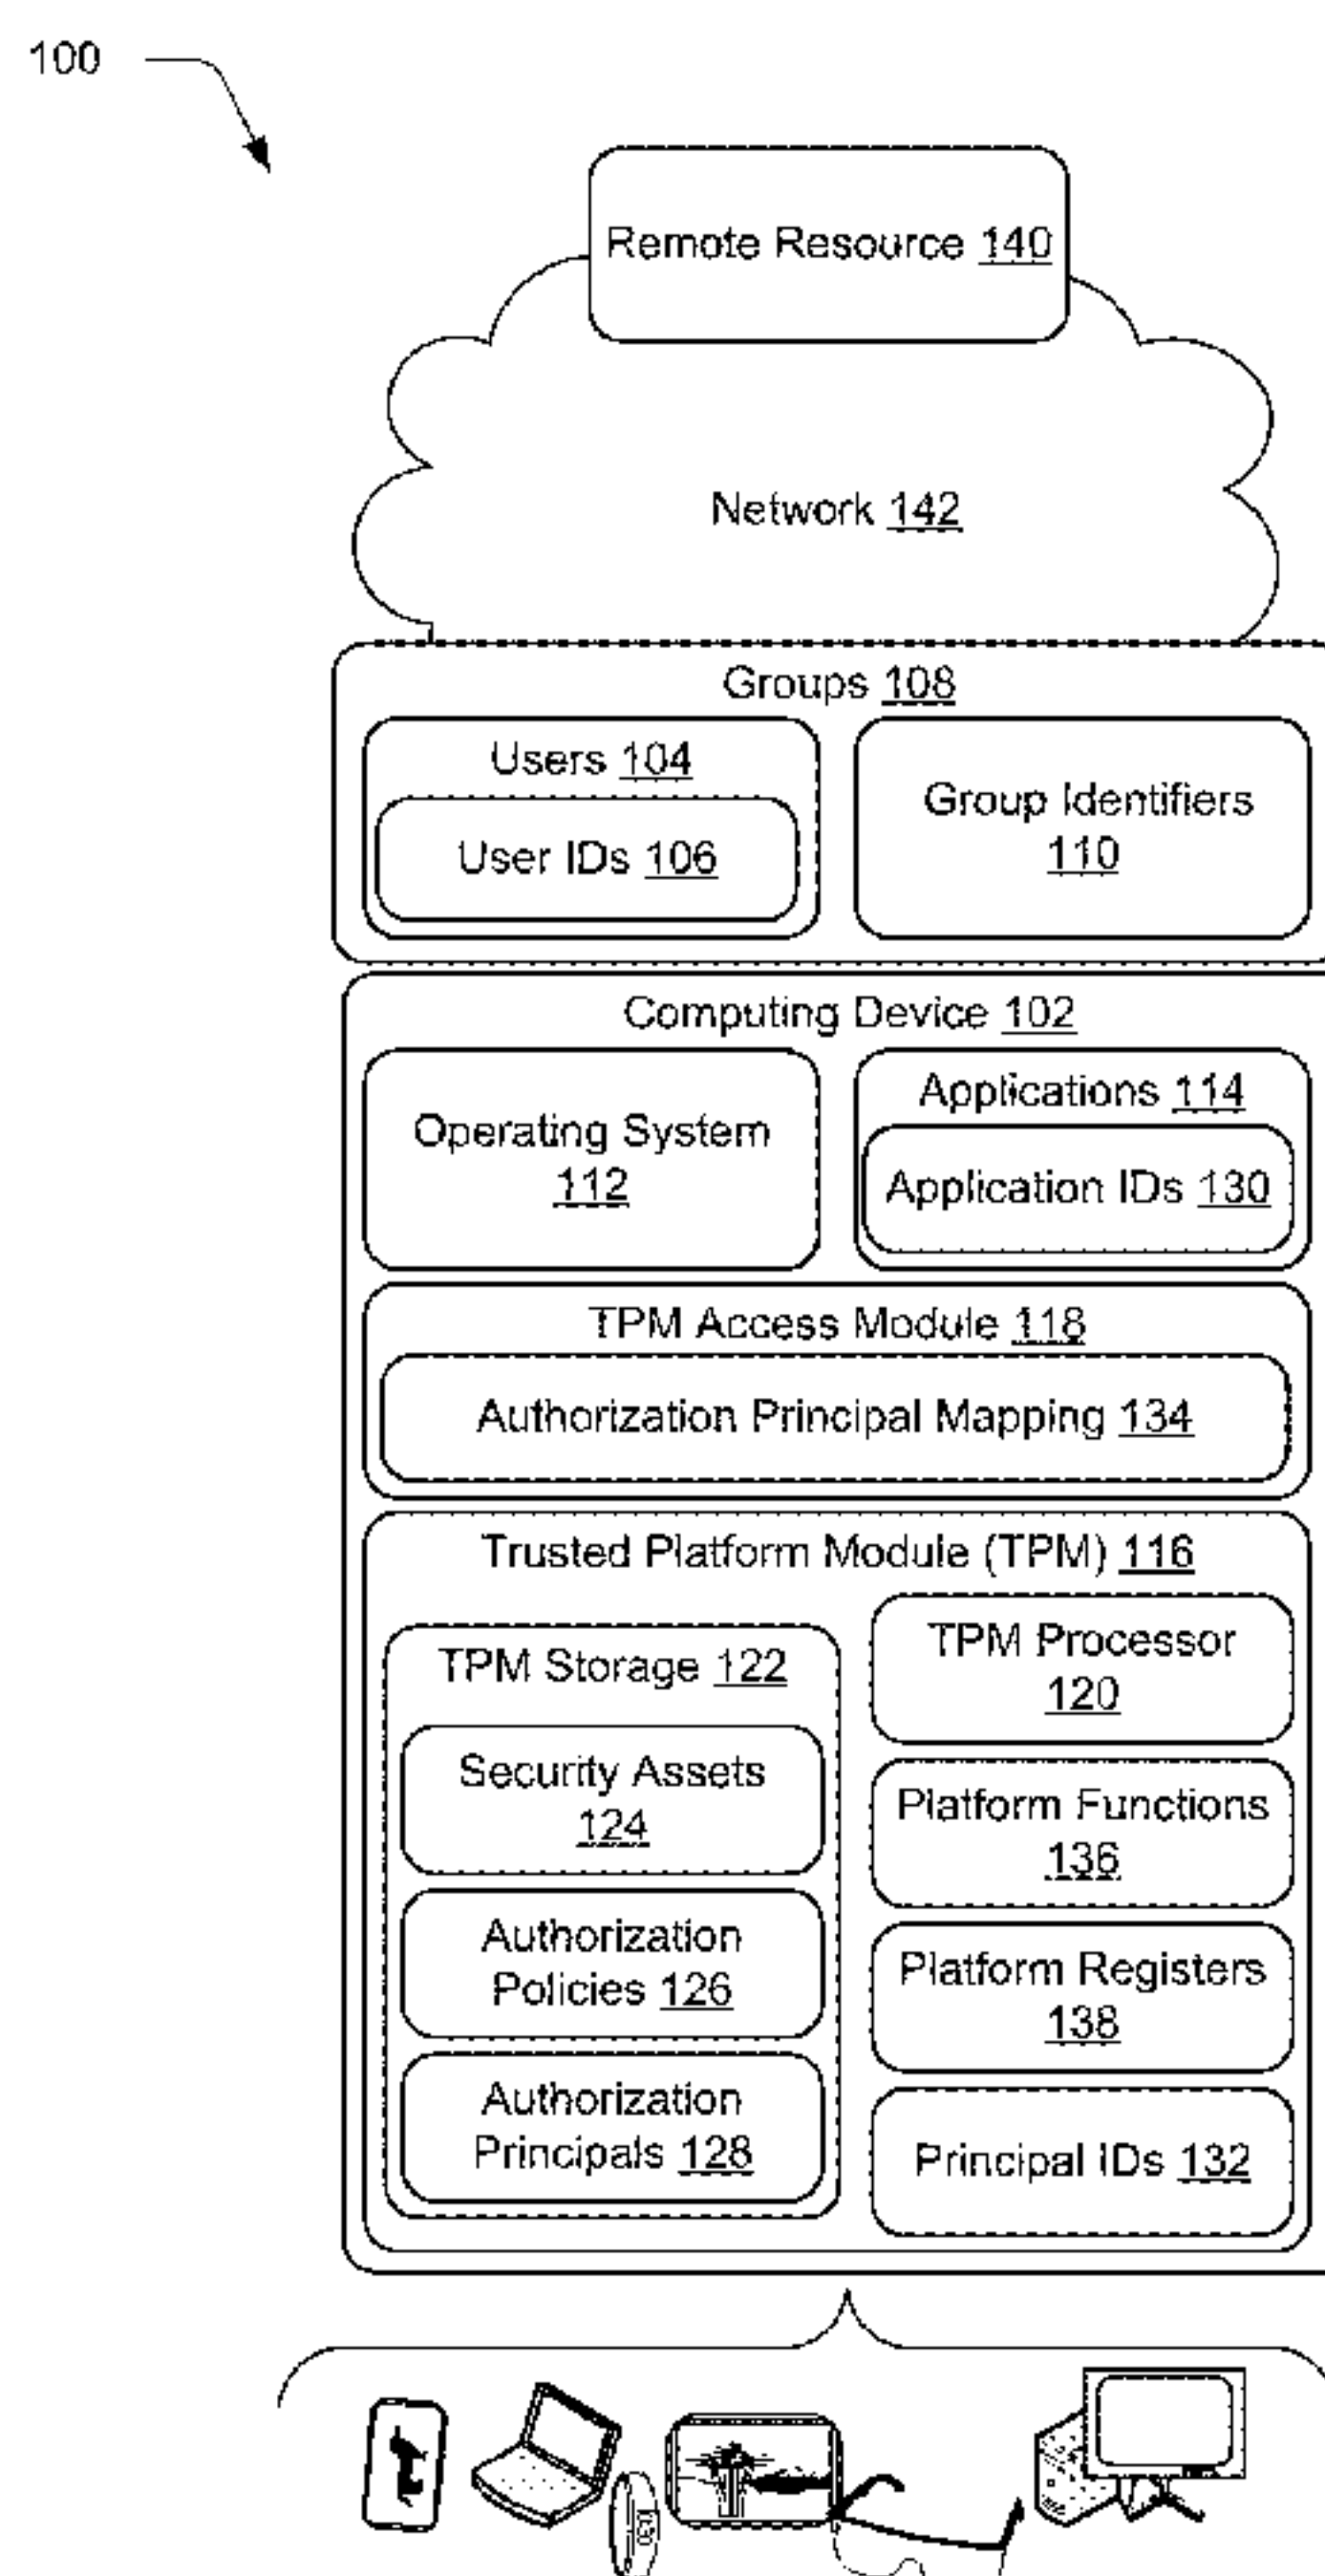 100
Remote Resource 140
Network 142
Groups 108
Users 104
User IDs 106
Group Identifiers
110
Computing Device 102
Operating System
112
Applications 114
Application IDs 130
TPM Access Module 118
Authorization Principal Mapping 134
Trusted Platform Module (TPM) 116
TPM Storage 122
Security Assets
124
Authorization
Policies 126
Authorization
Principals 128
TPM Processor
120
Platform Functions
136
Platform Registers
138
Principal IDs 132